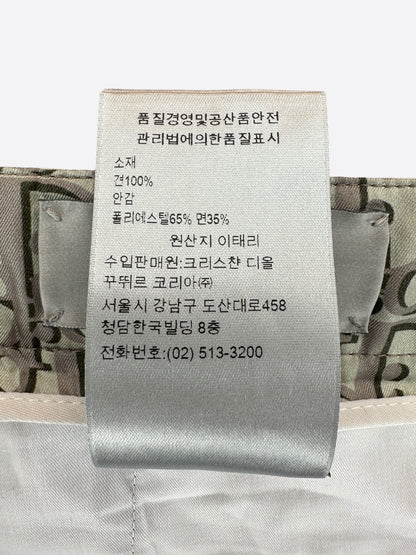 품질경영및공산품안전
관리법에의한품질표시
소재
견100%
안감
폴리에스텔65% 면35%
원산지 이태리
수입판매원:크리스챤 디올
꾸뛰르 코리아㈜
서울시 강남구 도산대로458
청담한국빌딩 8층
전화번호:(02) 513-3200